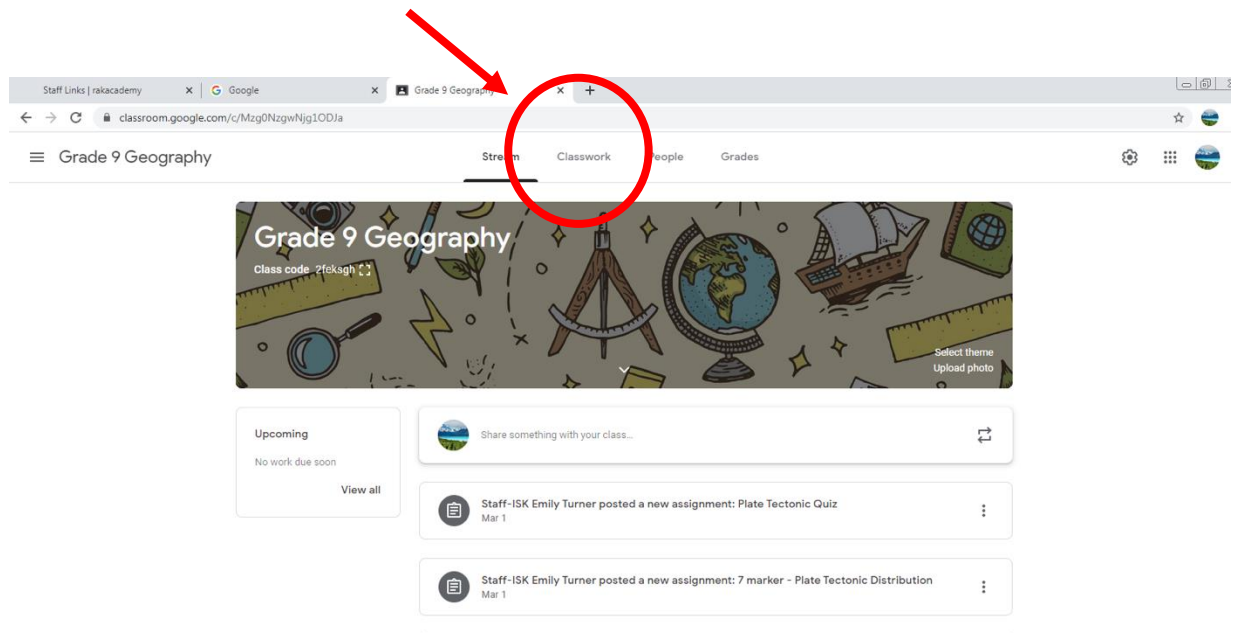 Staff Links | rakacademy
Google
Grade 9 Geography
classroom.google.com/c/Mzg0NzgwNjg1ODJa
Grade 9 Geography
Stream Classwork People Grades
Grade 9 Geography
Class code 2feksgh
Select theme
Upload photo
Upcoming
No work due soon
View all
Share something with your class...
Staff-ISK Emily Turner posted a new assignment: Plate Tectonic Quiz
Mar 1
Staff-ISK Emily Turner posted a new assignment: 7 marker - Plate Tectonic Distribution
Mar 1